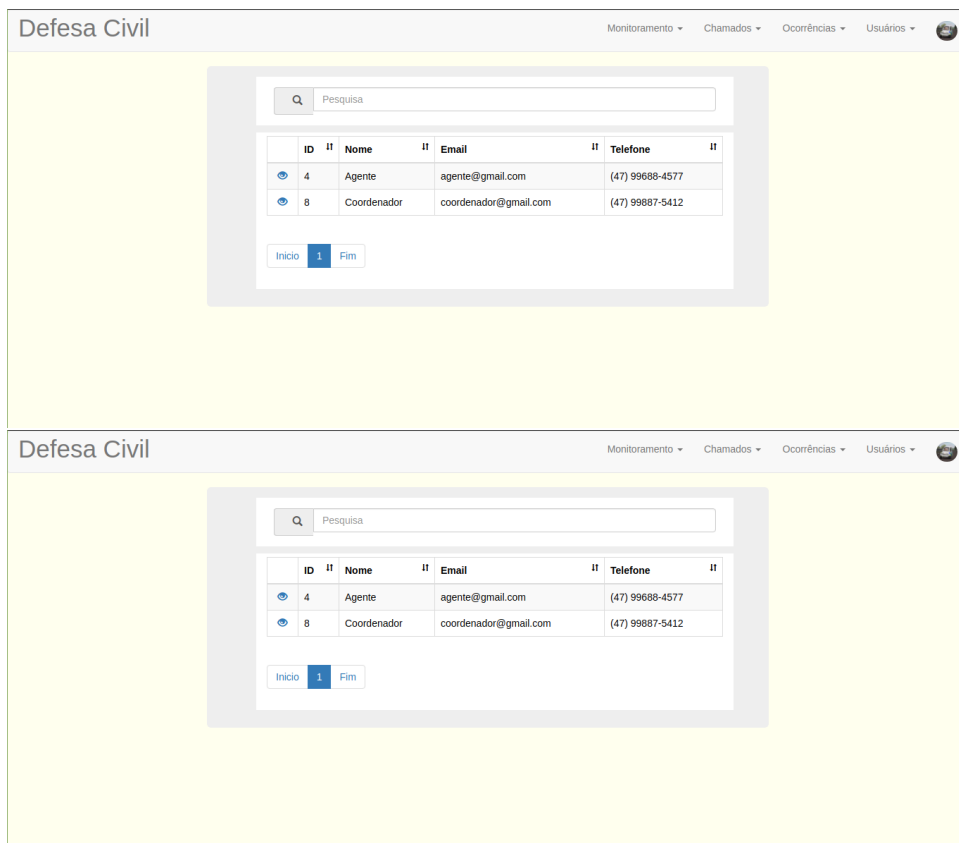 Defesa Civil Monitoramento Chamados Ocorrências Usuários
Pesquisa
ID Nome Email Telefone
4 Agente agente@gmail.com (47) 99688-4577
8 Coordenador coordenador@gmail.com (47) 99887-5412
Inicio 1 Fim
Defesa Civil Monitoramento Chamados Ocorrências Usuários
Pesquisa
ID Nome Email Telefone
4 Agente agente@gmail.com (47) 99688-4577
8 Coordenador coordenador@gmail.com (47) 99887-5412
Inicio 1 Fim